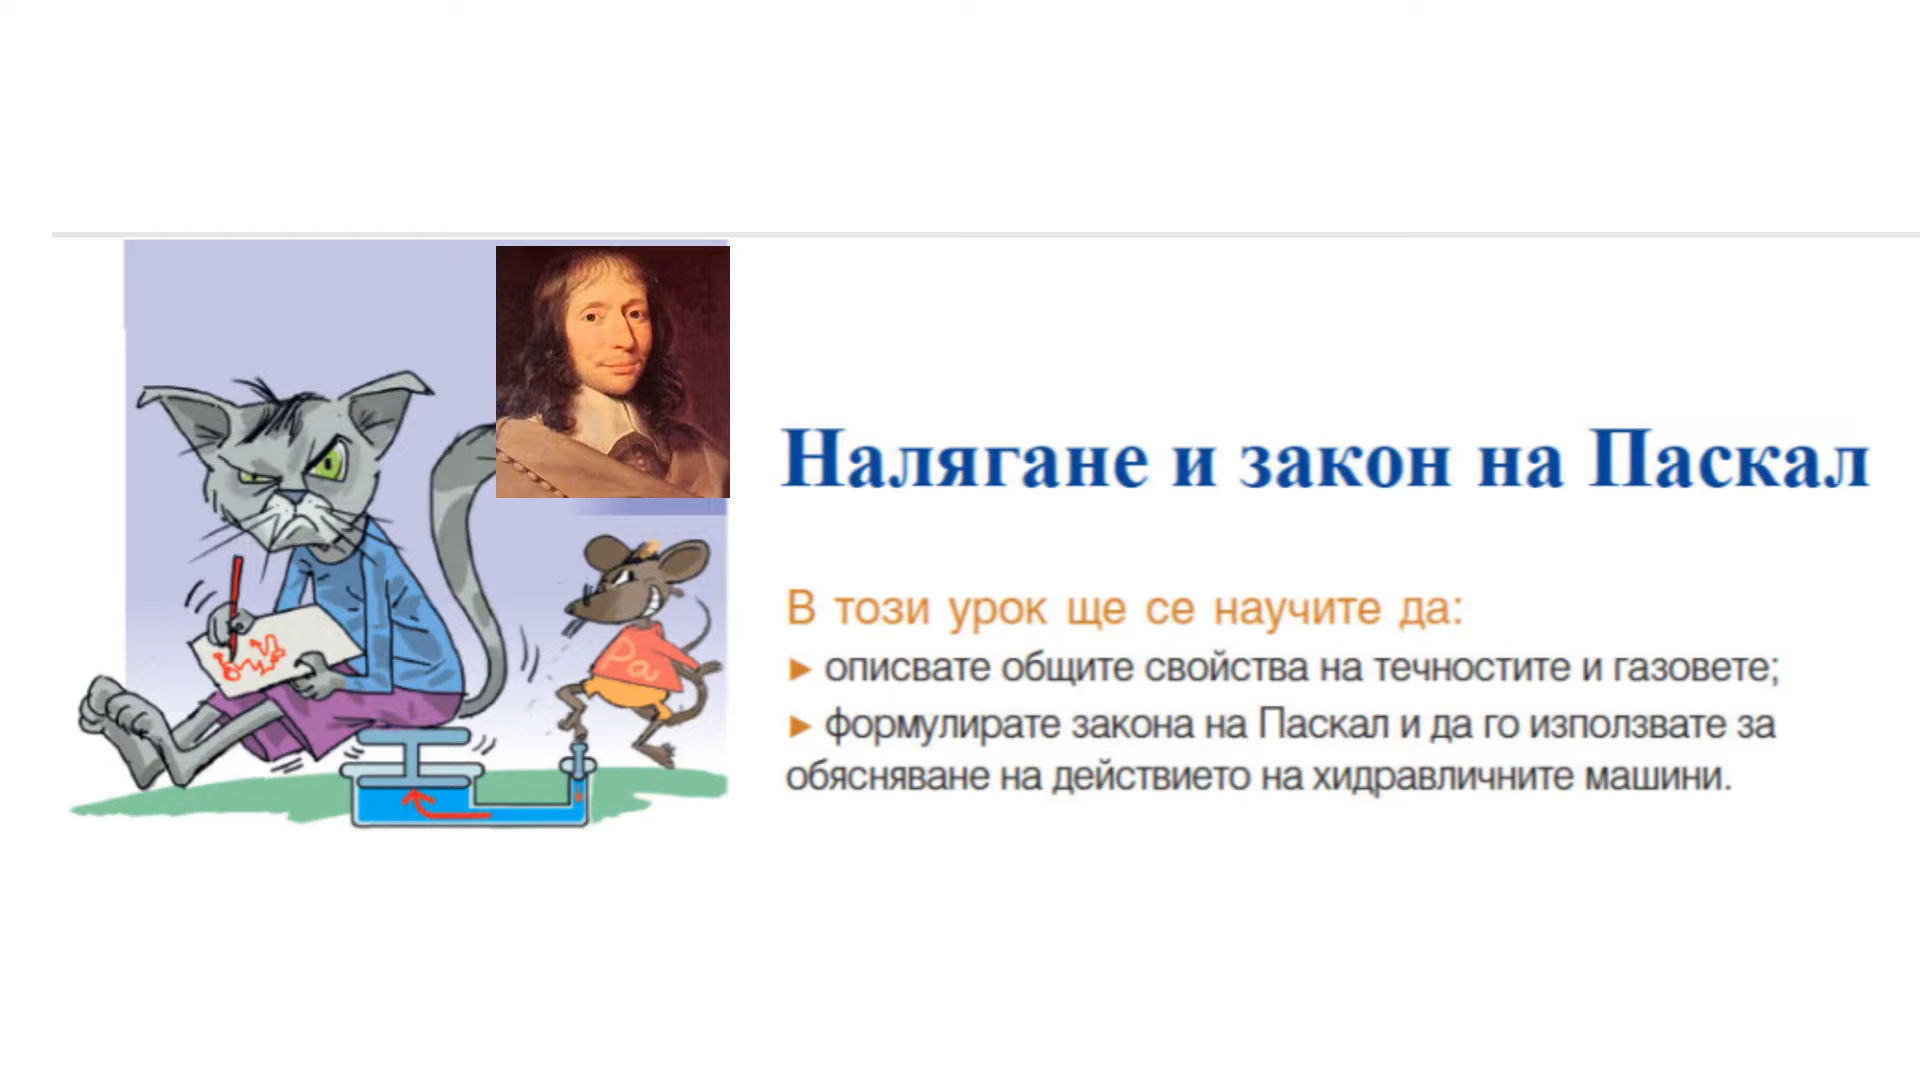 Налягане и закон на Паскал
В този урок ще се научите да:
► описвате общите свойства на течностите и газовете;
► формулирате закона на Паскал и да го използвате за
обясняване на действието на хидравличните машини.